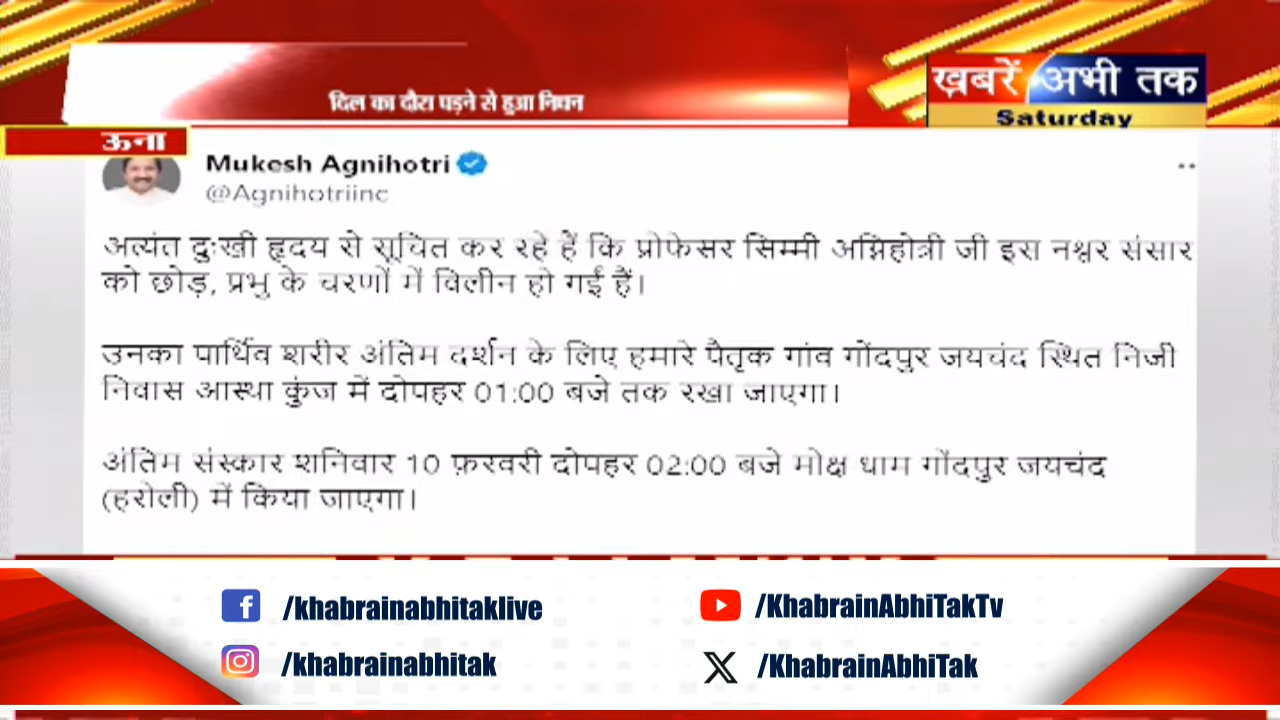 दिल का दौरा पड़ने से हुआ निधन
ख़बरें अभी तक
Saturday
ऊना
Mukesh Agnihotri
@Agnihotriinc
अत्यंत दुःखी हृदय से सूचित कर रहे हैं कि प्रोफेसर सिम्मी अग्निहोत्री जी इस नश्वर संसार
को छोड़, प्रभु के चरणों में विलीन हो गईं हैं।
उनका पार्थिव शरीर अंतिम दर्शन के लिए हमारे पैतृक गांव गोंदपुर जयचंद स्थित निजी
निवास आस्था कुंज में दोपहर 01:00 बजे तक रखा जाएगा।
अंतिम संस्कार शनिवार 10 फ़रवरी दोपहर 02:00 बजे मोक्ष धाम गोंदपुर जयचंद
(हरोली) में किया जाएगा।
/khabrainabhitaklive
/KhabrainAbhiTakTv
/khabrainabhitak
/KhabrainAbhiTak